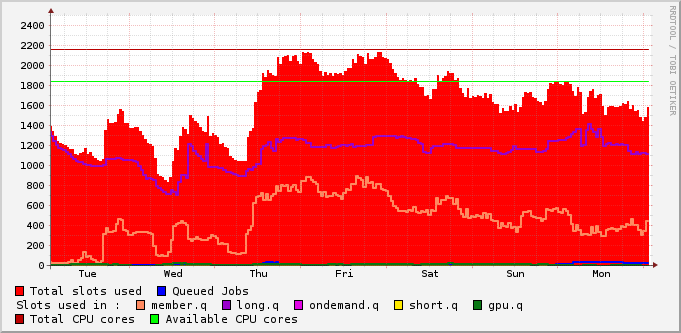 RRDTOOL / TOBI OETIKER
2400
2200
2000
1800
1600
1400
1200
1000
800
600
400
200
0
Tue Wed Thu Fri Sat Sun Mon
Total slots used Queued Jobs
Slots used in : member.q long.q ondemand.q short.q gpu.q
Total CPU cores Available CPU cores